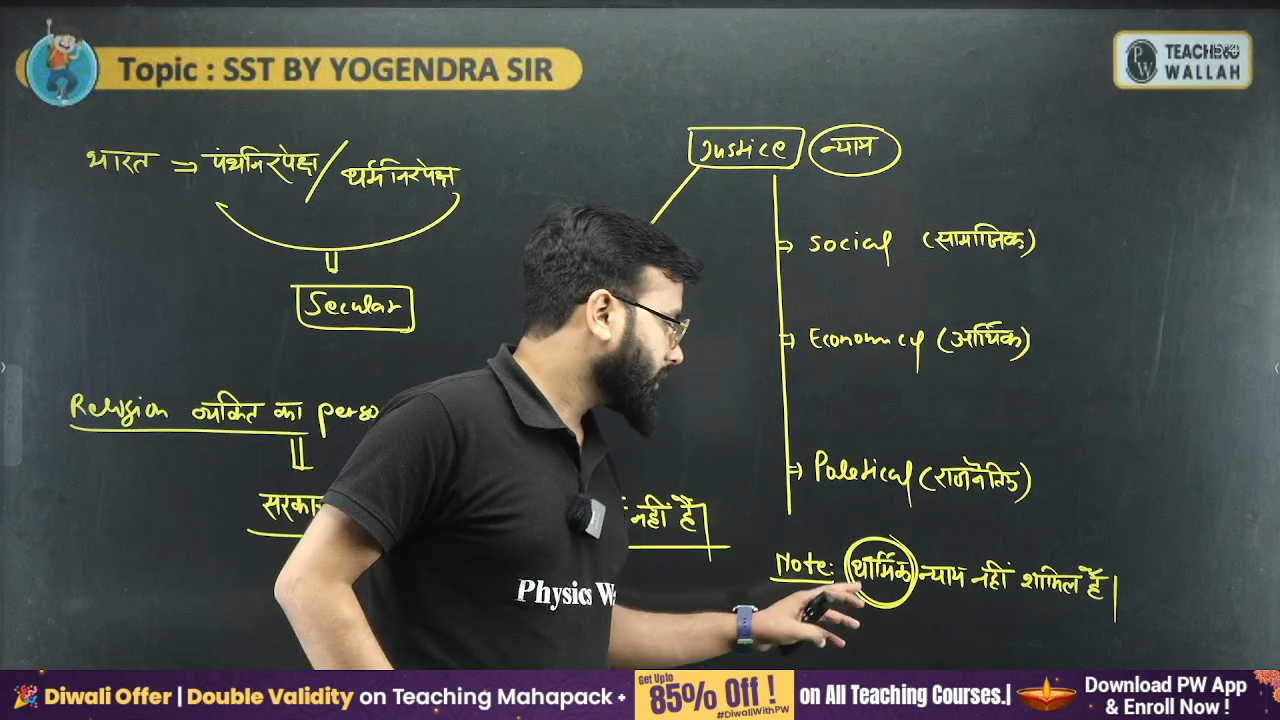 Topic : SST BY YOGENDRA SIR
TEACHING
WALLAH
भारत ⇒ पंथनिरपेक्ष / धर्मनिरपेक्ष
Secular
Religion व्यक्ति का perso
सरका
नहीं है|
Justice न्याय
⇒ Social (सामाजिक)
⇒ Economy (आर्थिक)
⇒ Political (राजनैतिक)
Note: धार्मिक न्याय नहीं शामिल है|
Physics W
Diwali Offer | Double Validity on Teaching Mahapack +
Get Upto
85% Off !
#DiwaliWithPW
on All Teaching Courses.|
Download PW App
& Enroll Now !